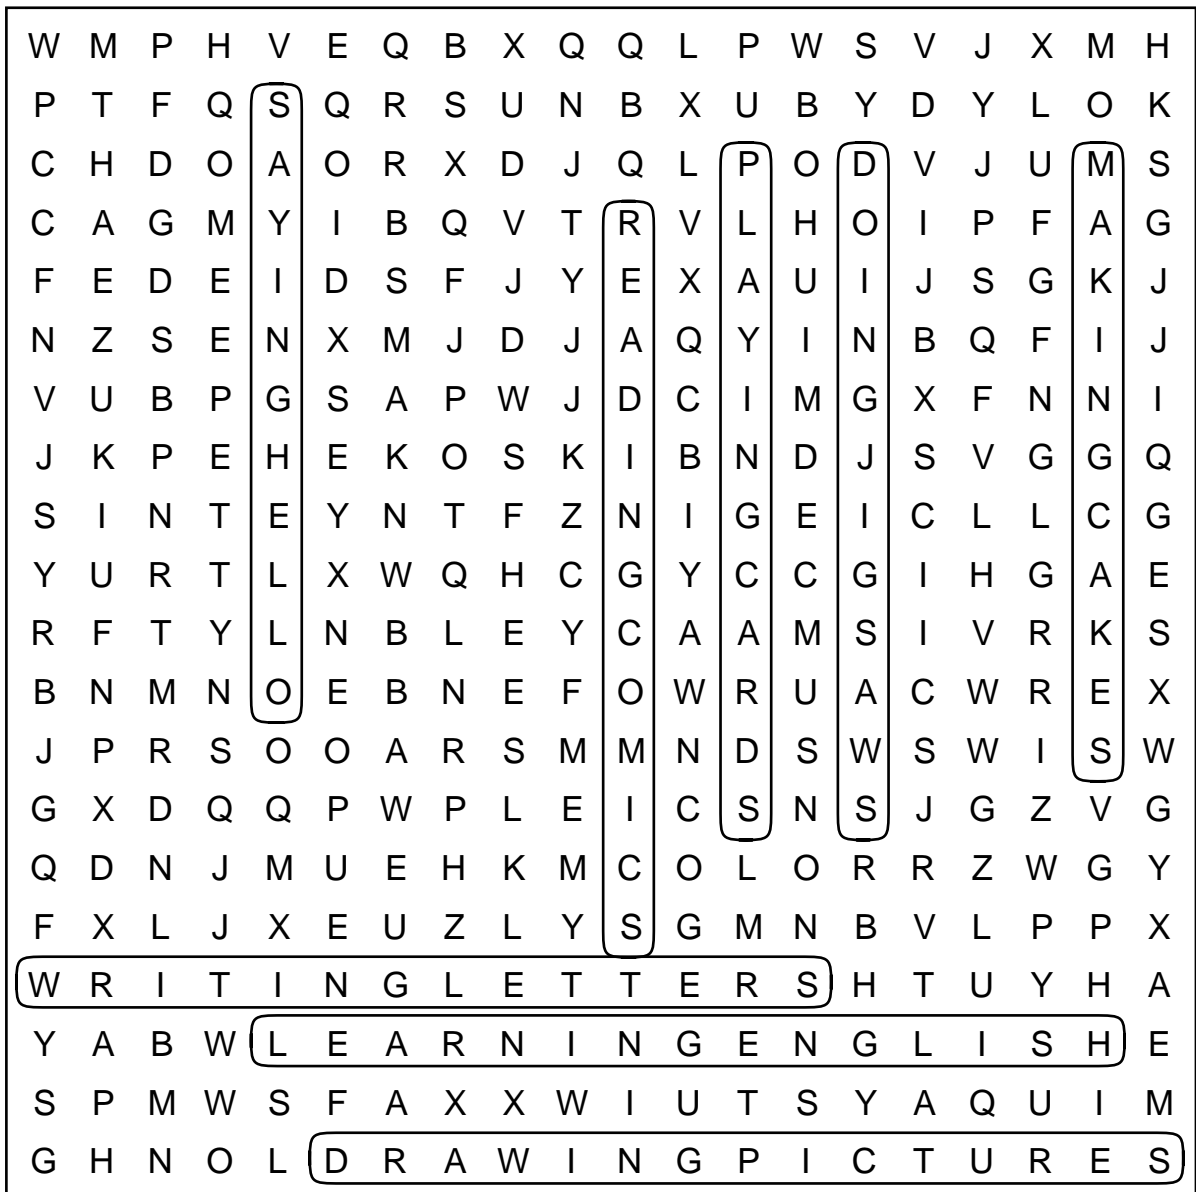 W M P H V E Q B X Q Q L P W S V J X M H
P T F Q S Q R S U N B X U B Y D Y L O K
C H D O A O R X D J Q L P O D V J U M S
C A G M Y I B Q V T R V L H O I P F A G
F E D E I D S F J Y E X A U I J S G K J
N Z S E N X M J D J A Q Y I N B Q F I J
V U B P G S A P W J D C I M G X F N N I
J K P E H E K O S K I B N D J S V G G Q
S I N T E Y N T F Z N I G E I C L L C G
Y U R T L X W Q H C G Y C C G I H G A E
R F T Y L N B L E Y C A A M S I V R K S
B N M N O E B N E F O W R U A C W R E X
J P R S O O A R S M M N D S W S W I S W
G X D Q Q P W P L E I C S N S J G Z V G
Q D N J M U E H K M C O L O R R Z W G Y
F X L J X E U Z L Y S G M N B V L P P X
W R I T I N G L E T T E R S H T U Y H A
Y A B W L E A R N I N G E N G L I S H E
S P M W S F A X X W I U T S Y A Q U I M
G H N O L D R A W I N G P I C T U R E S